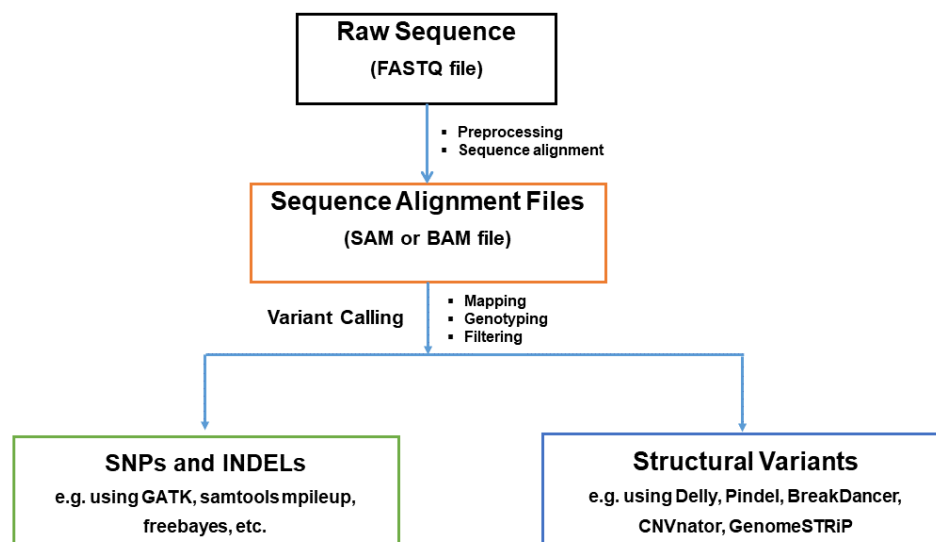 Raw Sequence
(FASTQ file)
▪ Preprocessing
▪ Sequence alignment
Sequence Alignment Files
(SAM or BAM file)
Variant Calling
▪ Mapping
▪ Genotyping
▪ Filtering
SNPs and INDELs
e.g. using GATK, samtools mpileup,
freebayes, etc.
Structural Variants
e.g. using Delly, Pindel, BreakDancer,
CNVnator, GenomeSTRiP